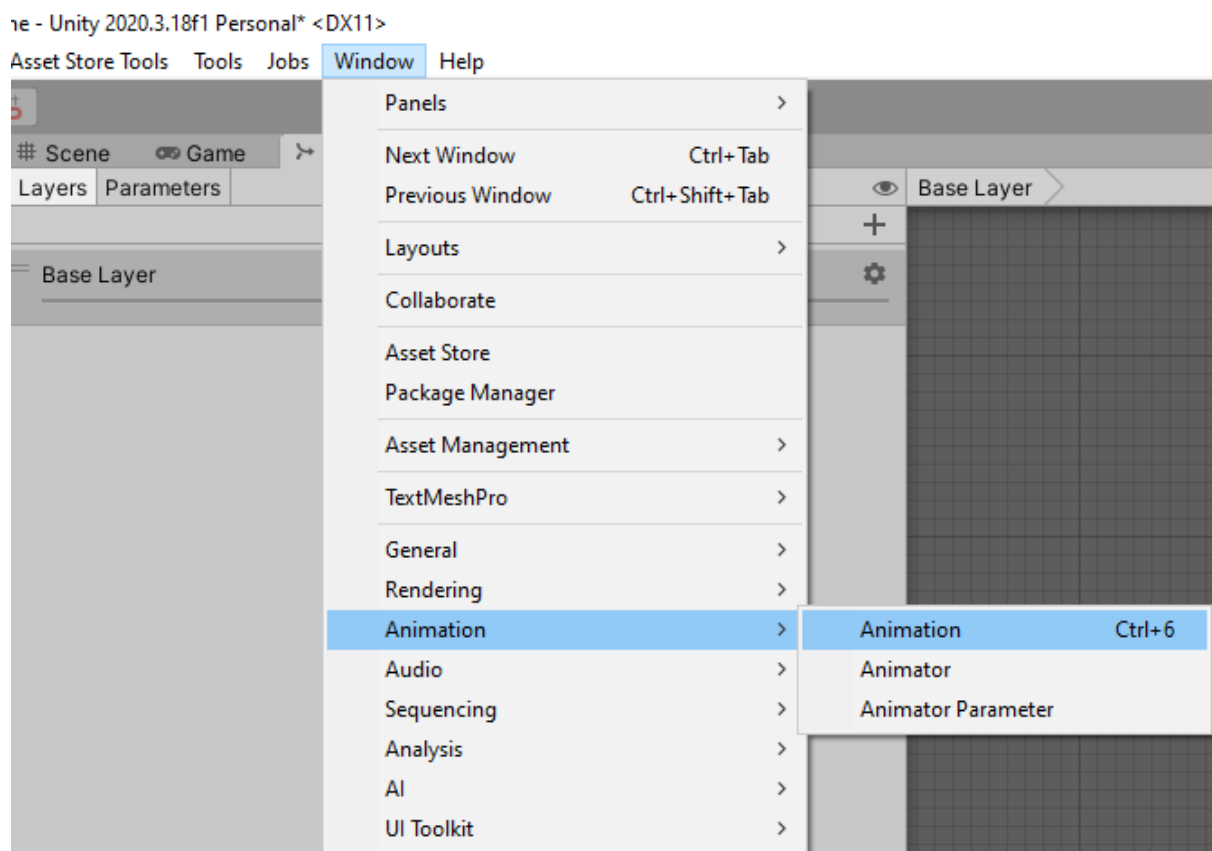 ne - Unity 2020.3.18f1 Personal* <DX11>
Asset Store Tools Tools Jobs Window Help
Panels
Scene Game
Next Window Ctrl+Tab
Layers Parameters Previous Window Ctrl+Shift+Tab Base Layer
Layouts
Base Layer
Collaborate
Asset Store
Package Manager
Asset Management
TextMeshPro
General
Rendering
Animation Animation Ctrl+6
Audio Animator
Sequencing Animator Parameter
Analysis
AI
UI Toolkit